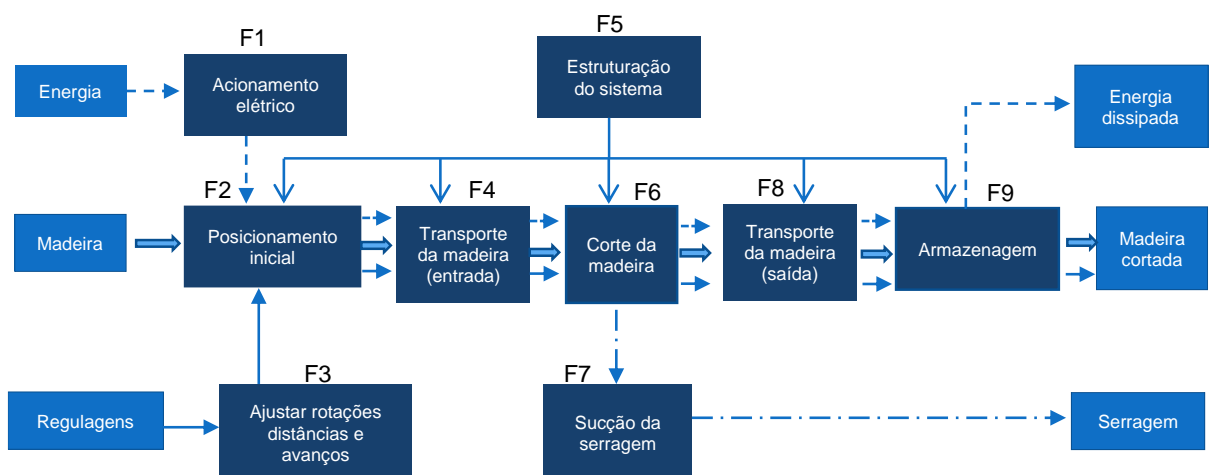 F1
F5
Energia
Acionamento
elétrico
Estruturação
do sistema
Energia
dissipada
F2
F4
F6
F8
F9
Madeira
Posicionamento
inicial
Transporte
da madeira
(entrada)
Corte da
madeira
Transporte
da madeira
(saída)
Armazenagem
Madeira
cortada
F3
F7
Regulagens
Ajustar rotações
distâncias e
avanços
Sucção da
serragem
Serragem